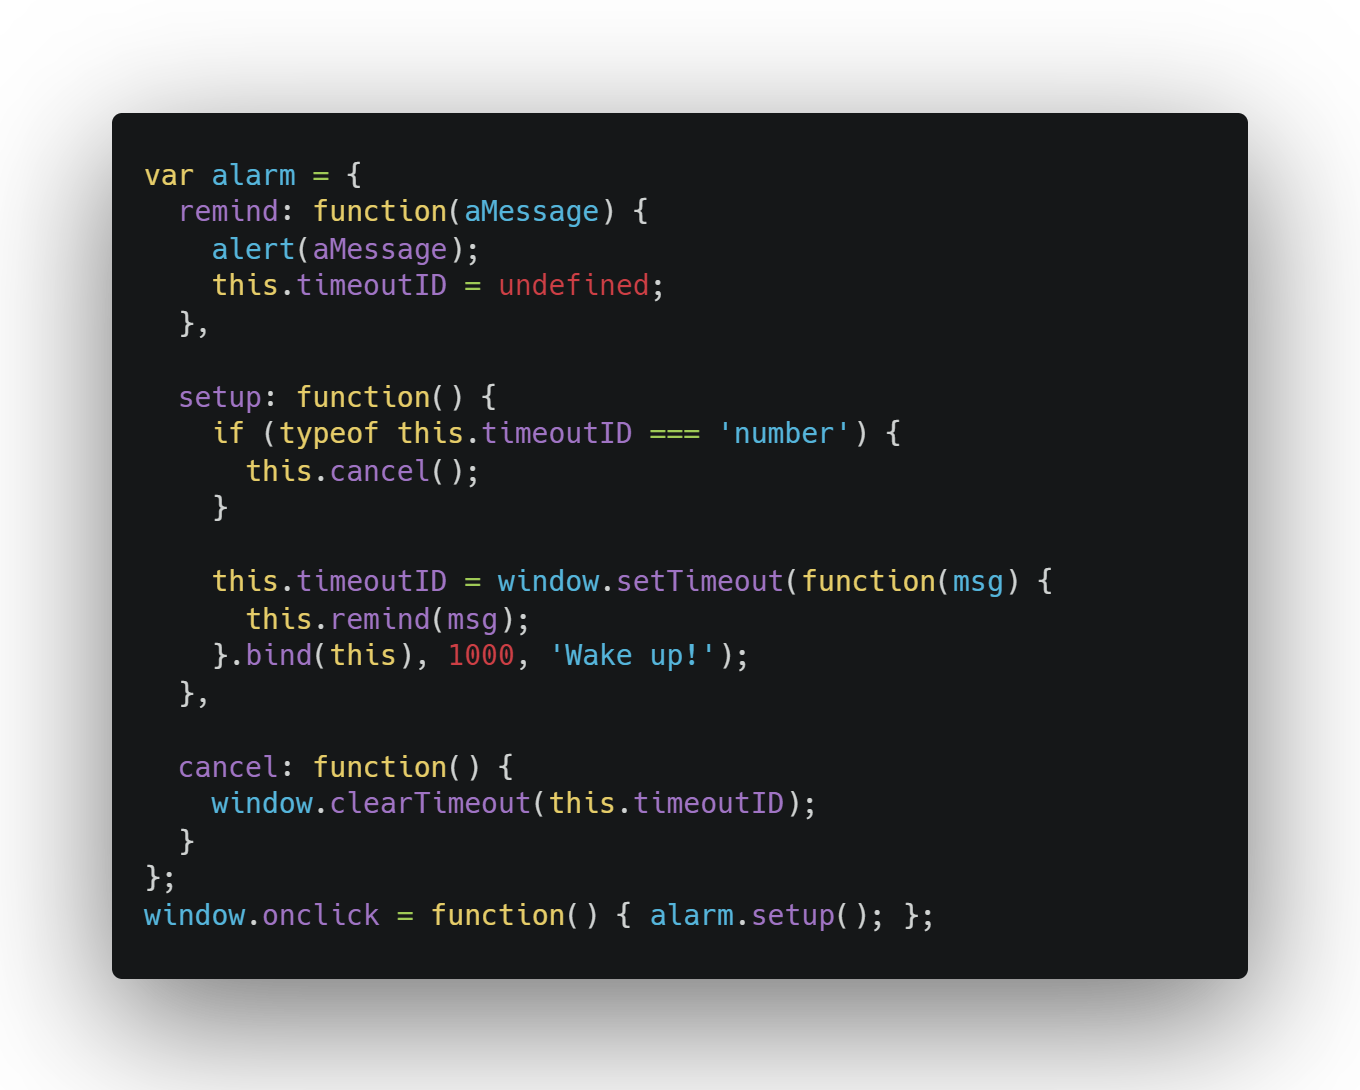 var alarm = {
  remind: function(aMessage) {
    alert(aMessage);
    this.timeoutID = undefined;
  },

  setup: function() {
    if (typeof this.timeoutID === 'number') {
      this.cancel();
    }

    this.timeoutID = window.setTimeout(function(msg) {
      this.remind(msg);
    }.bind(this), 1000, 'Wake up!');
  },

  cancel: function() {
    window.clearTimeout(this.timeoutID);
  }
};
window.onclick = function() { alarm.setup(); };